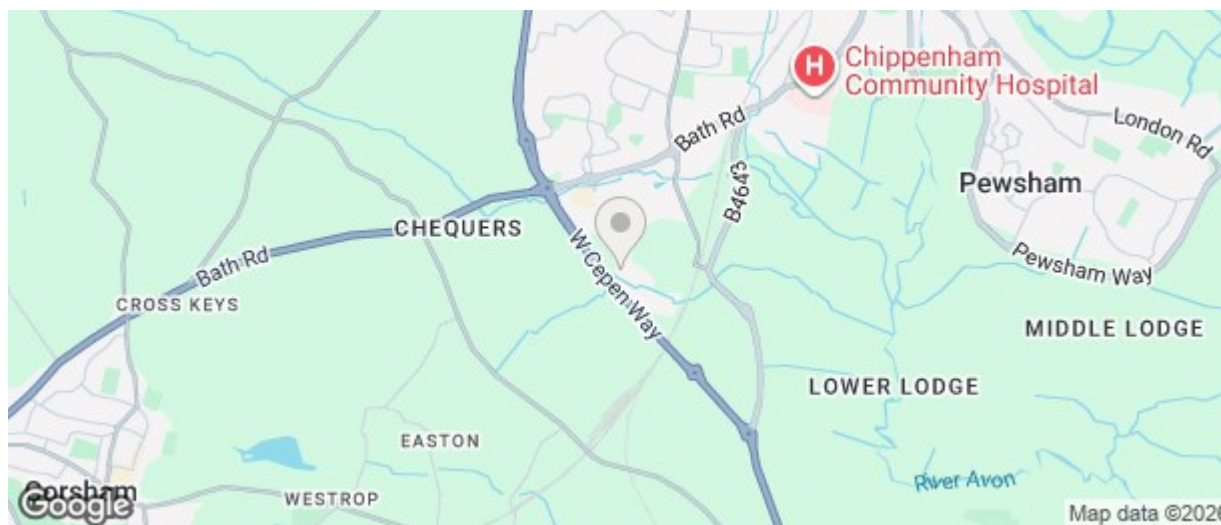 H
Chippenham
Community Hospital
Bath Rd
London Rd
B4643
Pewsham
CHEQUERS
W Cepen Way
Pewsham Way
Bath Rd
CROSS KEYS
MIDDLE LODGE
LOWER LODGE
EASTON
River Avon
Corsham
WESTROP
Google
Map data ©2026